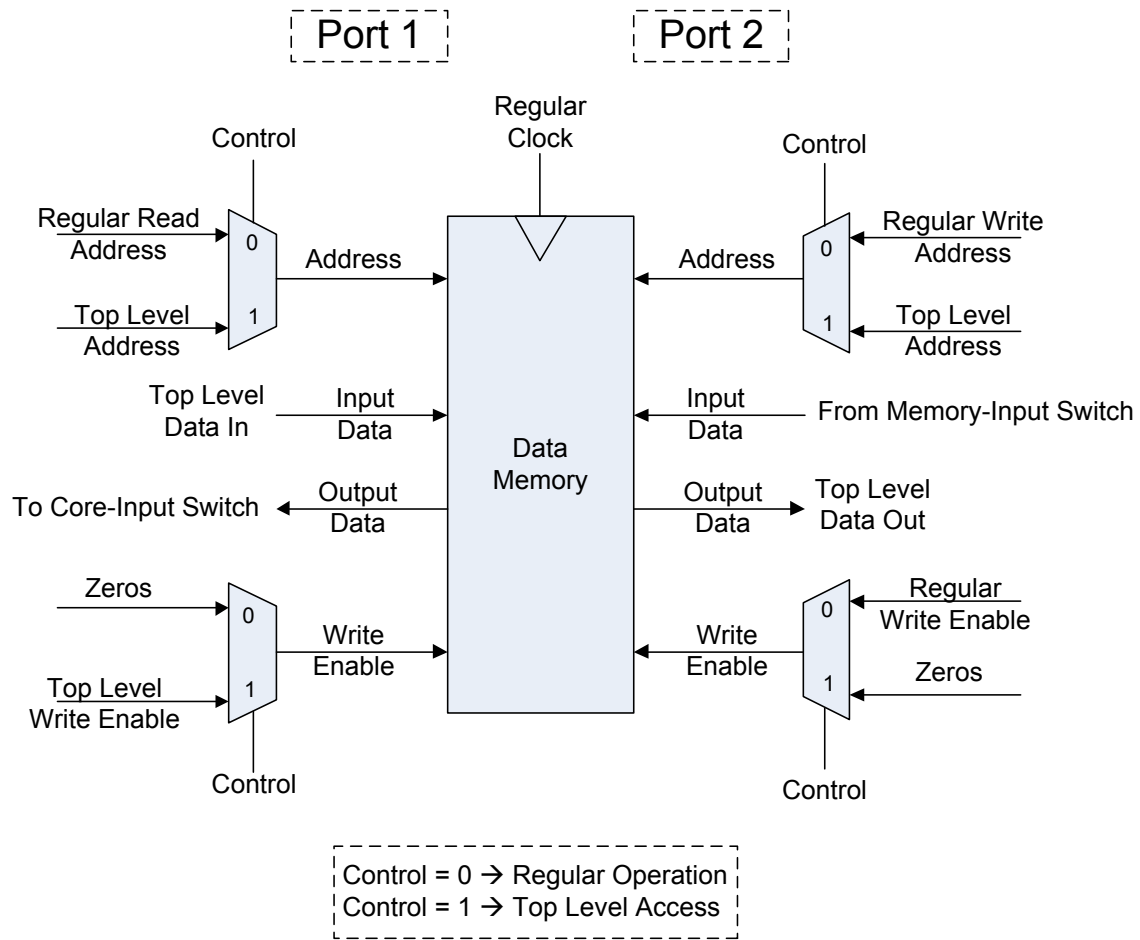 Port 1
Port 2
Regular
Clock
Control
Control
Regular Read
Address
Regular Write
Address
0
0
Address
Address
Top Level
Address
1
1
Top Level
Address
Top Level
Data In
Input
Data
Input
Data
From Memory-Input Switch
Data
Memory
To Core-Input Switch
Output
Data
Output
Data
Top Level
Data Out
Zeros
0
0
Regular
Write Enable
Write
Enable
Write
Enable
Top Level
Write Enable
1
1
Zeros
Control
Control
Control = 0 → Regular Operation
Control = 1 → Top Level Access